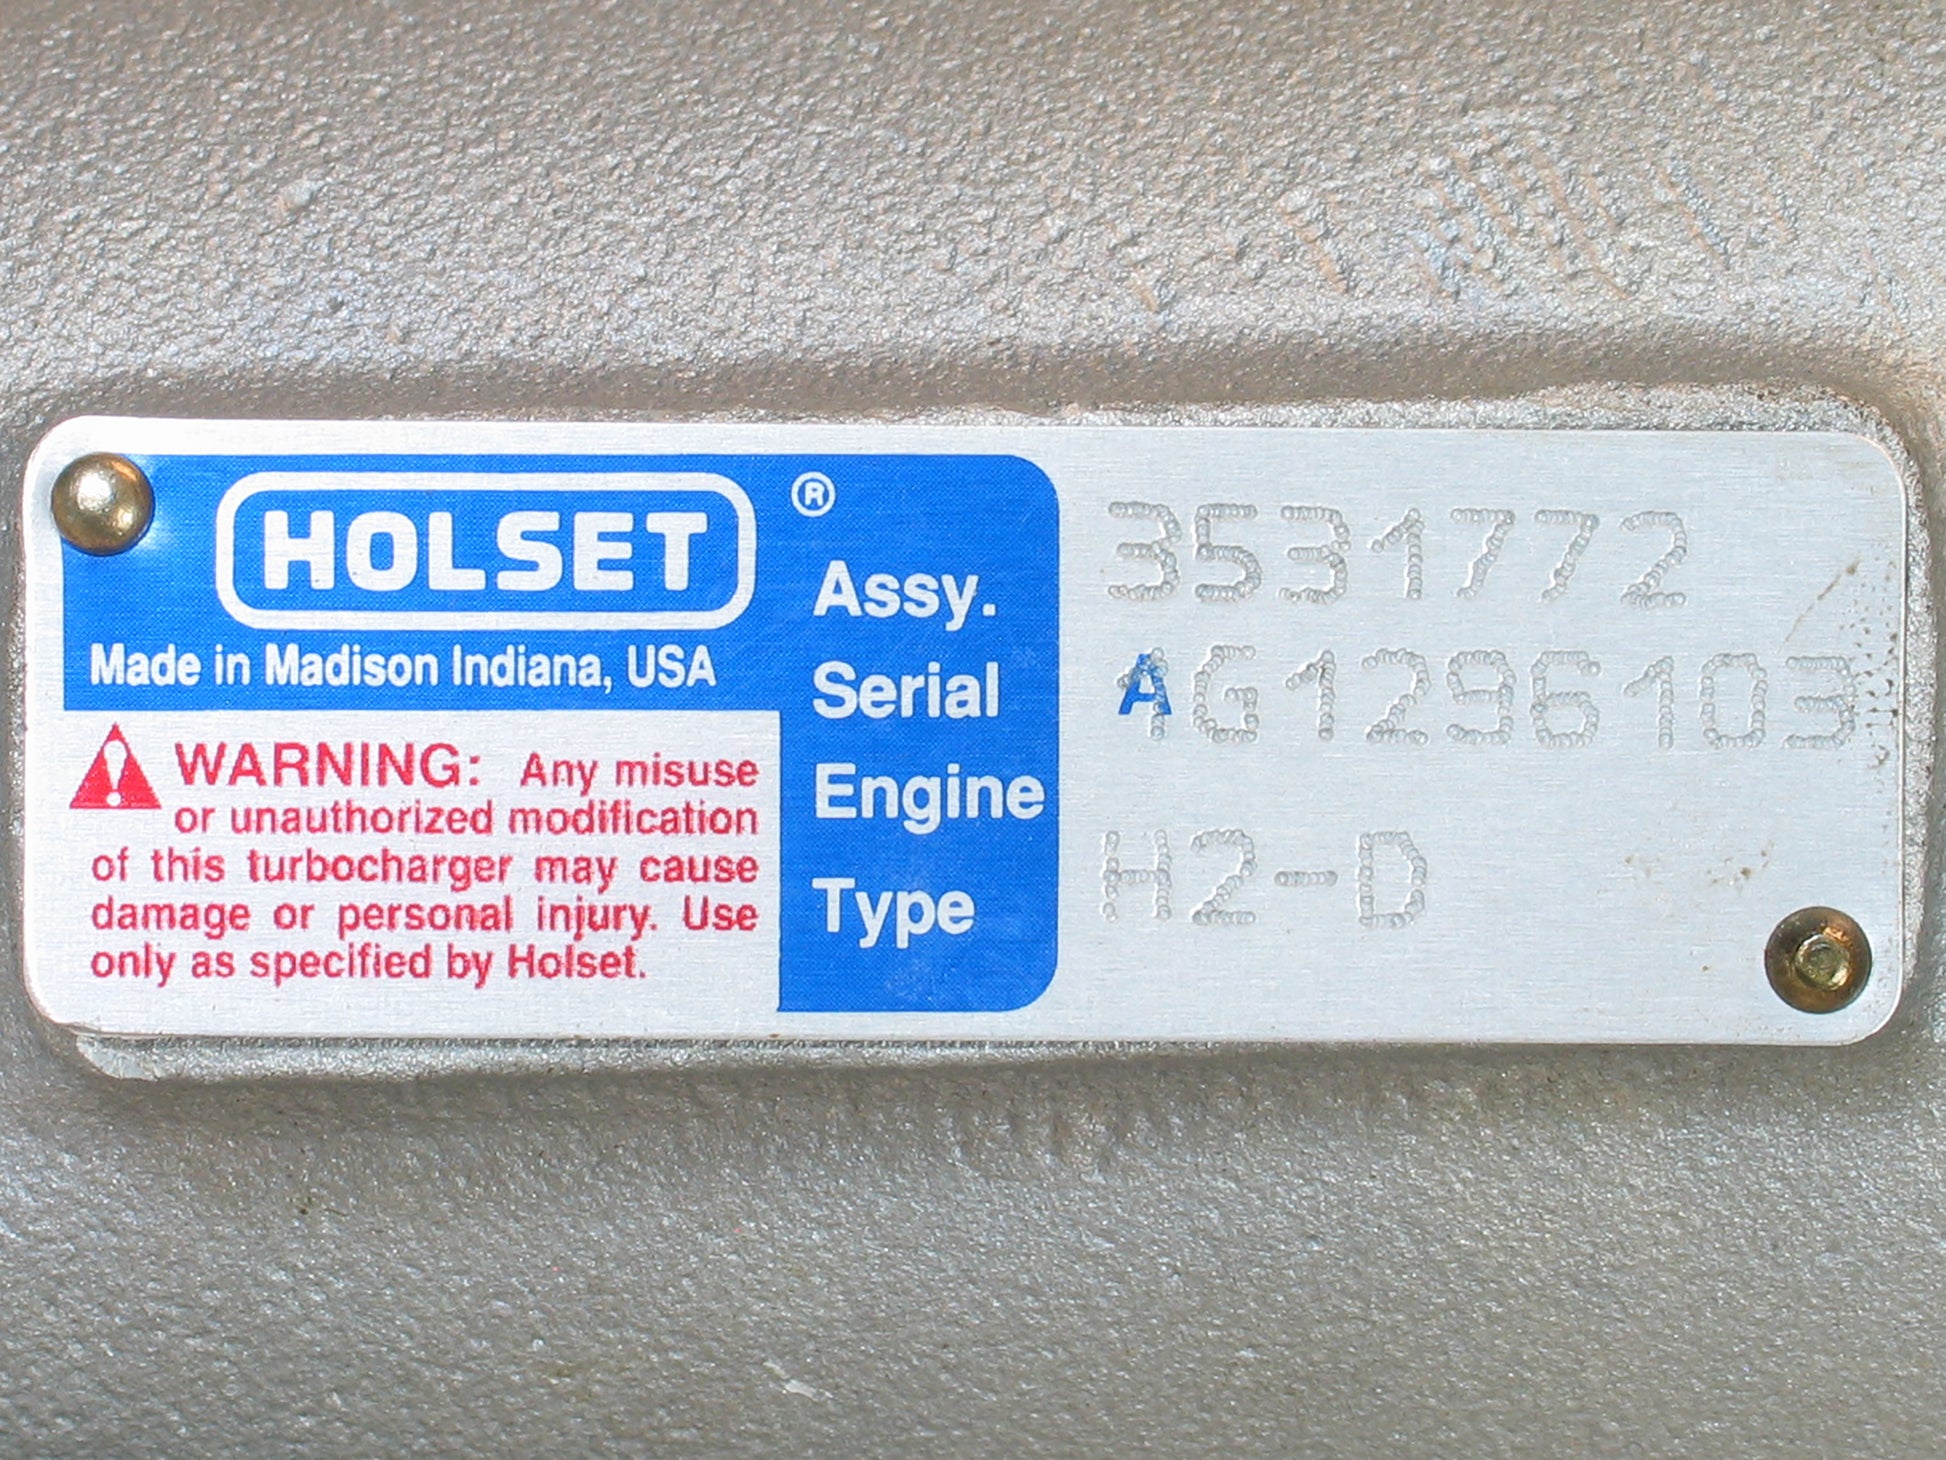 HOLSET ®
Made in Madison Indiana, USA
WARNING: Any misuse
or unauthorized modification
of this turbocharger may cause
damage or personal injury. Use
only as specified by Holset.
Assy. 3531772
Serial AG1296103
Engine
Type H2-D